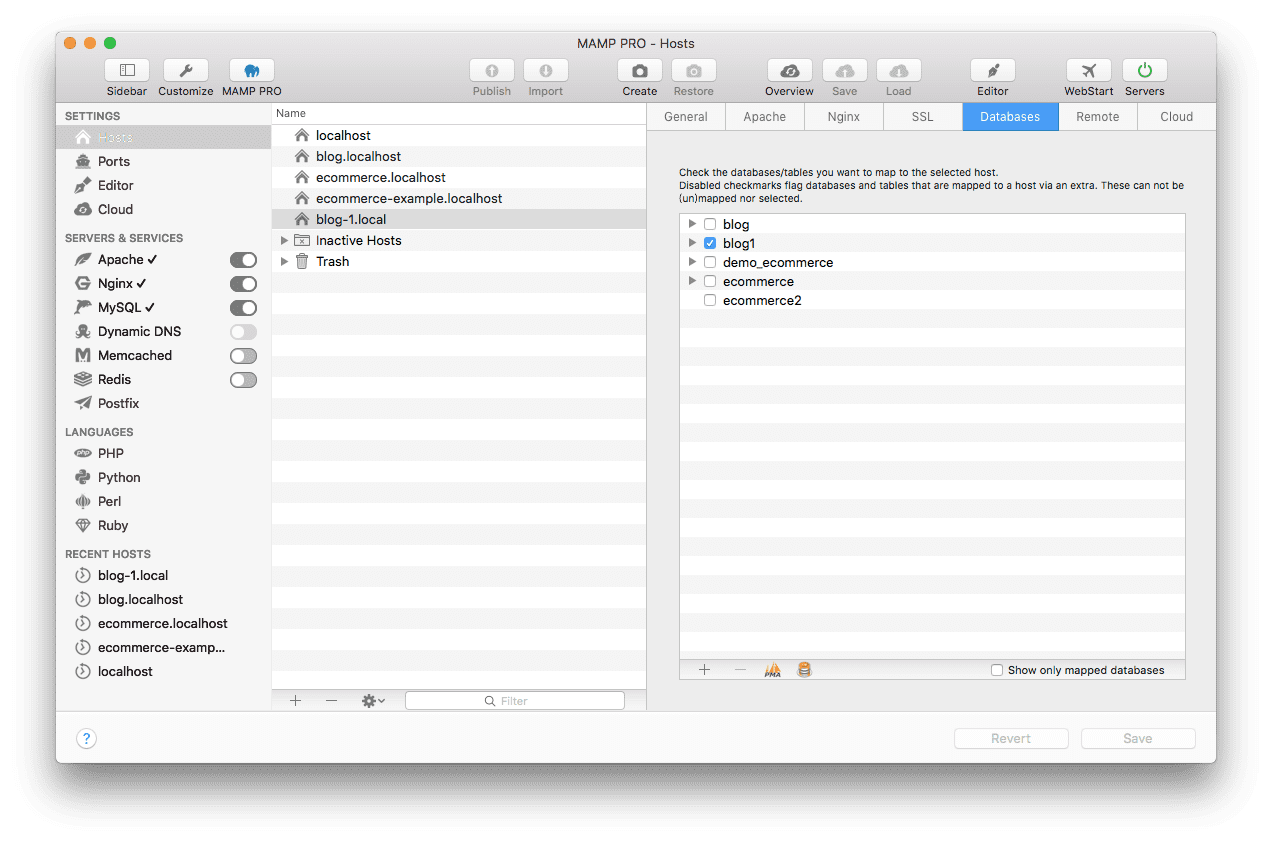 MAMP PRO - Hosts
Sidebar Customize MAMP PRO Publish Import Create Restore Overview Save Load Editor WebStart Servers
SETTINGS
Hosts
Ports
Editor
Cloud
SERVERS & SERVICES
Apache ✓
Nginx ✓
MySQL ✓
Dynamic DNS
Memcached
Redis
Postfix
LANGUAGES
php PHP
Python
Perl
Ruby
RECENT HOSTS
blog-1.local
blog.localhost
ecommerce.localhost
ecommerce-examp...
localhost
Name
localhost
blog.localhost
ecommerce.localhost
ecommerce-example.localhost
blog-1.local
Inactive Hosts
Trash
Filter
General Apache Nginx SSL Databases Remote Cloud
Check the databases/tables you want to map to the selected host.
Disabled checkmarks flag databases and tables that are mapped to a host via an extra. These can not be
(un)mapped nor selected.
blog
blog1
demo_ecommerce
ecommerce
ecommerce2
PMA
Show only mapped databases
? Revert Save